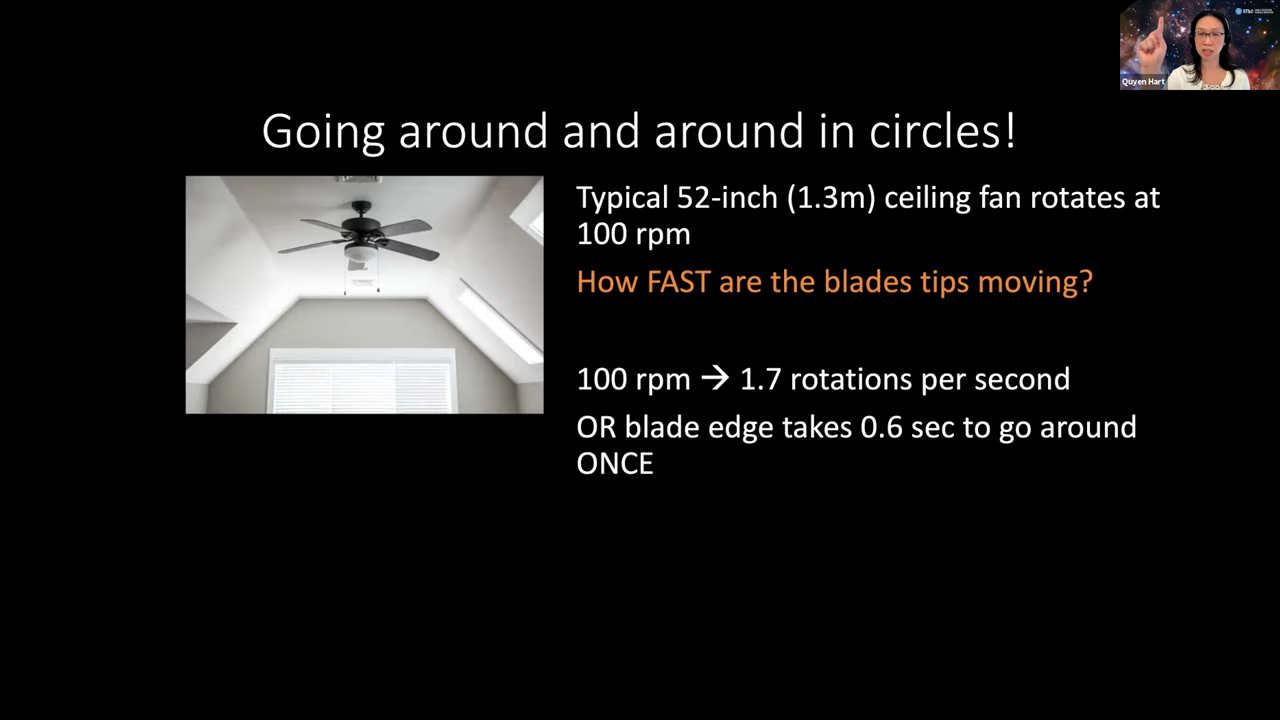 Quyen Hart
Going around and around in circles!
Typical 52-inch (1.3m) ceiling fan rotates at
100 rpm
How FAST are the blades tips moving?
100 rpm → 1.7 rotations per second
OR blade edge takes 0.6 sec to go around
ONCE